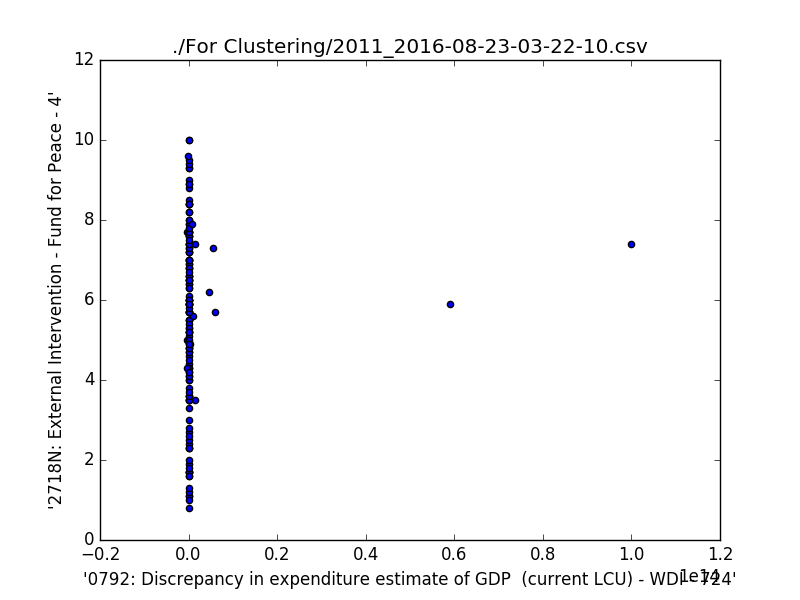 ./For Clustering/2011_2016-08-23-03-22-10.csv
12
10
8
6
4
2
0
'2718N: External Intervention - Fund for Peace - 4'
−0.2 0.0 0.2 0.4 0.6 0.8 1.0 1.2
1e14
'0792: Discrepancy in expenditure estimate of GDP (current LCU) - WDI - 724'